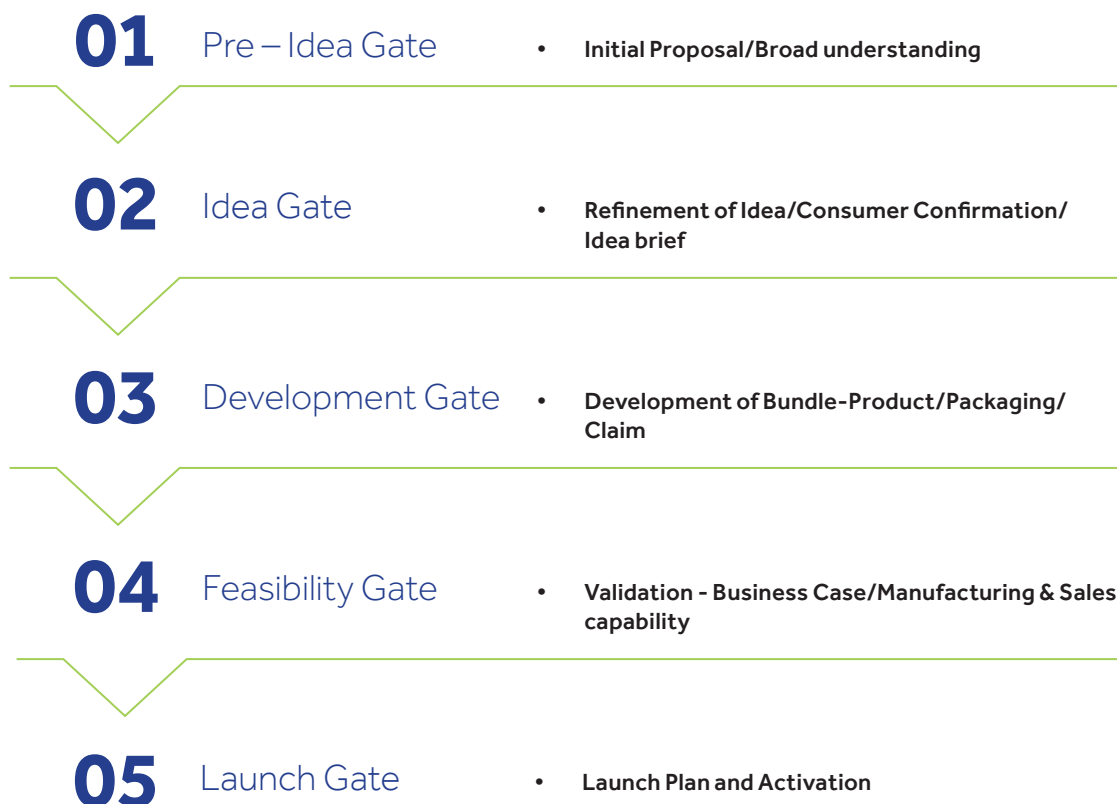 01 Pre – Idea Gate • Initial Proposal/Broad understanding
02 Idea Gate • Refinement of Idea/Consumer Confirmation/
Idea brief
03 Development Gate • Development of Bundle-Product/Packaging/
Claim
04 Feasibility Gate • Validation - Business Case/Manufacturing & Sales
capability
05 Launch Gate • Launch Plan and Activation